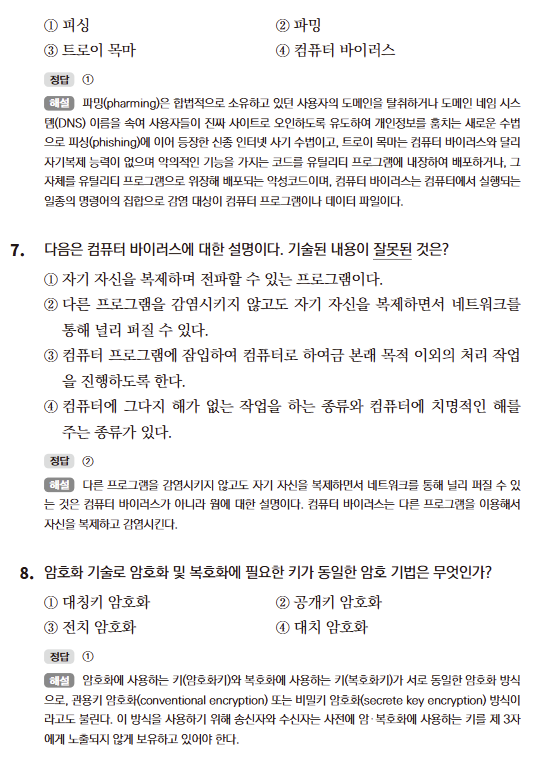 ① 피싱 ② 파밍
③ 트로이 목마 ④ 컴퓨터 바이러스
정답 ①
해설 파밍(pharming)은 합법적으로 소유하고 있던 사용자의 도메인을 탈취하거나 도메인 네임 시스
템(DNS) 이름을 속여 사용자들이 진짜 사이트로 오인하도록 유도하여 개인정보를 훔치는 새로운 수법
으로 피싱(phishing)에 이어 등장한 신종 인터넷 사기 수법이고, 트로이 목마는 컴퓨터 바이러스와 달리
자기복제 능력이 없으며 악의적인 기능을 가지는 코드를 유틸리티 프로그램에 내장하여 배포하거나, 그
자체를 유틸리티 프로그램으로 위장해 배포되는 악성코드이며, 컴퓨터 바이러스는 컴퓨터에서 실행되는
일종의 명령어의 집합으로 감염 대상이 컴퓨터 프로그램이나 데이터 파일이다.
7. 다음은 컴퓨터 바이러스에 대한 설명이다. 기술된 내용이 잘못된 것은?
① 자기 자신을 복제하며 전파할 수 있는 프로그램이다.
② 다른 프로그램을 감염시키지 않고도 자기 자신을 복제하면서 네트워크를
통해 널리 퍼질 수 있다.
③ 컴퓨터 프로그램에 잠입하여 컴퓨터로 하여금 본래 목적 이외의 처리 작업
을 진행하도록 한다.
④ 컴퓨터에 그다지 해가 없는 작업을 하는 종류와 컴퓨터에 치명적인 해를
주는 종류가 있다.
정답 ②
해설 다른 프로그램을 감염시키지 않고도 자기 자신을 복제하면서 네트워크를 통해 널리 퍼질 수 있
는 것은 컴퓨터 바이러스가 아니라 웜에 대한 설명이다. 컴퓨터 바이러스는 다른 프로그램을 이용해서
자신을 복제하고 감염시킨다.
8. 암호화 기술로 암호화 및 복호화에 필요한 키가 동일한 암호 기법은 무엇인가?
① 대칭키 암호화 ② 공개키 암호화
③ 전치 암호화 ④ 대치 암호화
정답 ①
해설 암호화에 사용하는 키(암호화키)와 복호화에 사용하는 키(복호화키)가 서로 동일한 암호화 방식
으로, 관용키 암호화(conventional encryption) 또는 비밀키 암호화(secrete key encryption) 방식이
라고도 불린다. 이 방식을 사용하기 위해 송신자와 수신자는 사전에 암·복호화에 사용하는 키를 제 3자
에게 노출되지 않게 보유하고 있어야 한다.